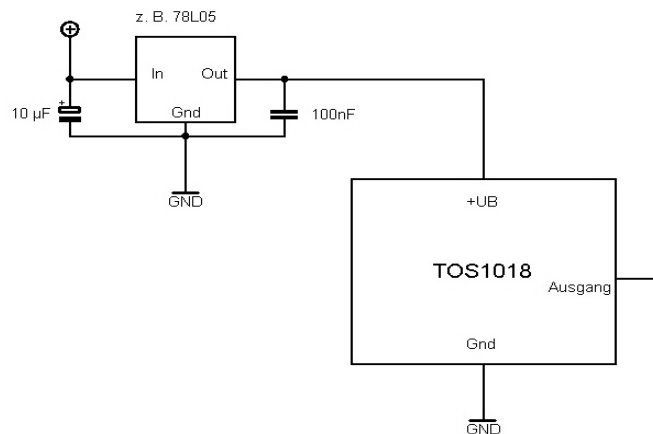 z. B. 78L05
In
Out
+
10 µF
Gnd
100nF
GND
+UB
TOS1018
Ausgang
Gnd
GND